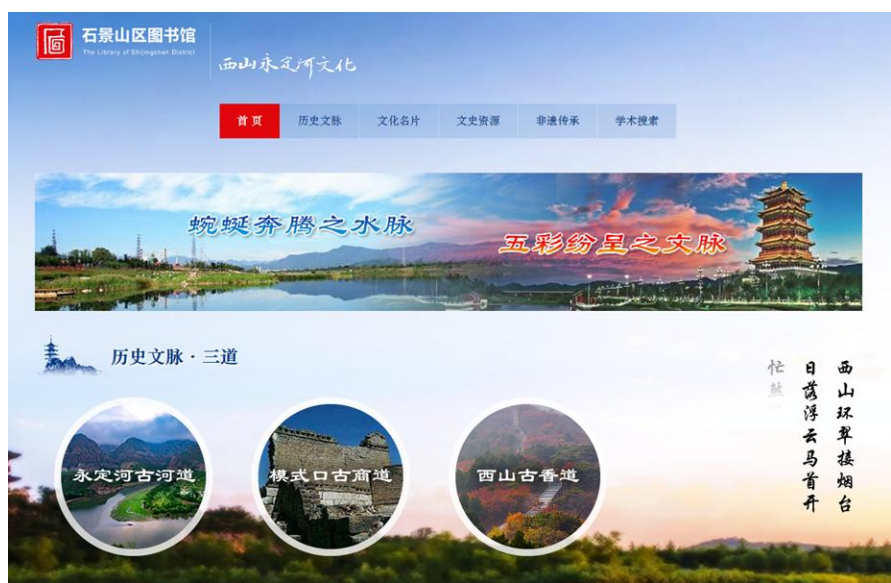 石景山区图书馆
The Library of Shijingshan District
西山永定河文化
首 页
历史文脉
文化名片
文史资源
非遗传承
学术搜索
蜿蜒奔腾之水脉
五彩纷呈之文脉
历史文脉·三道
永定河古河道
模式口古商道
西山古香道
西山环翠接烟台
日落浮云马首开
忙煞